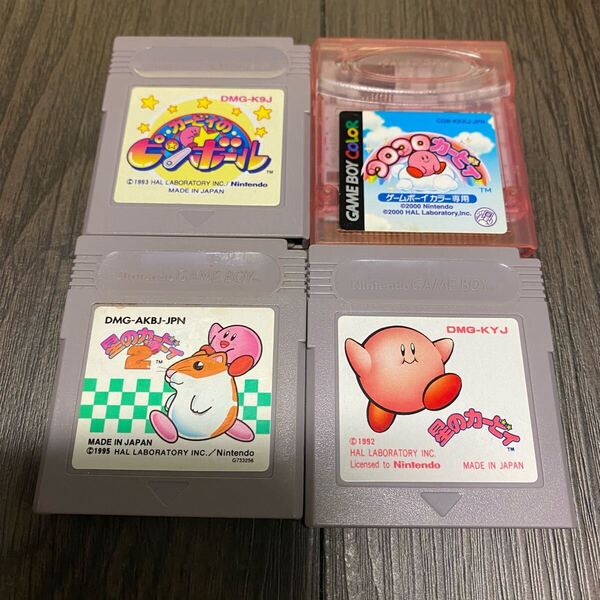 DMG-K9J
カービィの
ピンボール
TM
©1993 HAL LABORATORY INC./Nintendo
MADE IN JAPAN
GAME BOY COLOR
CGB-KKKJ-JPN
コロコロカービィ
TM
ゲームボーイカラー専用
©2000 Nintendo
©2000 HAL Laboratory,Inc.
Nintendo GAME BOY
DMG-AKBJ-JPN
星のカービィ
2
TM
MADE IN JAPAN
©1995 HAL LABORATORY INC./Nintendo
G733256
Nintendo GAME BOY
DMG-KYJ
星のカービィ
TM
©1992
HAL LABORATORY INC.
Licensed to Nintendo
MADE IN JAPAN